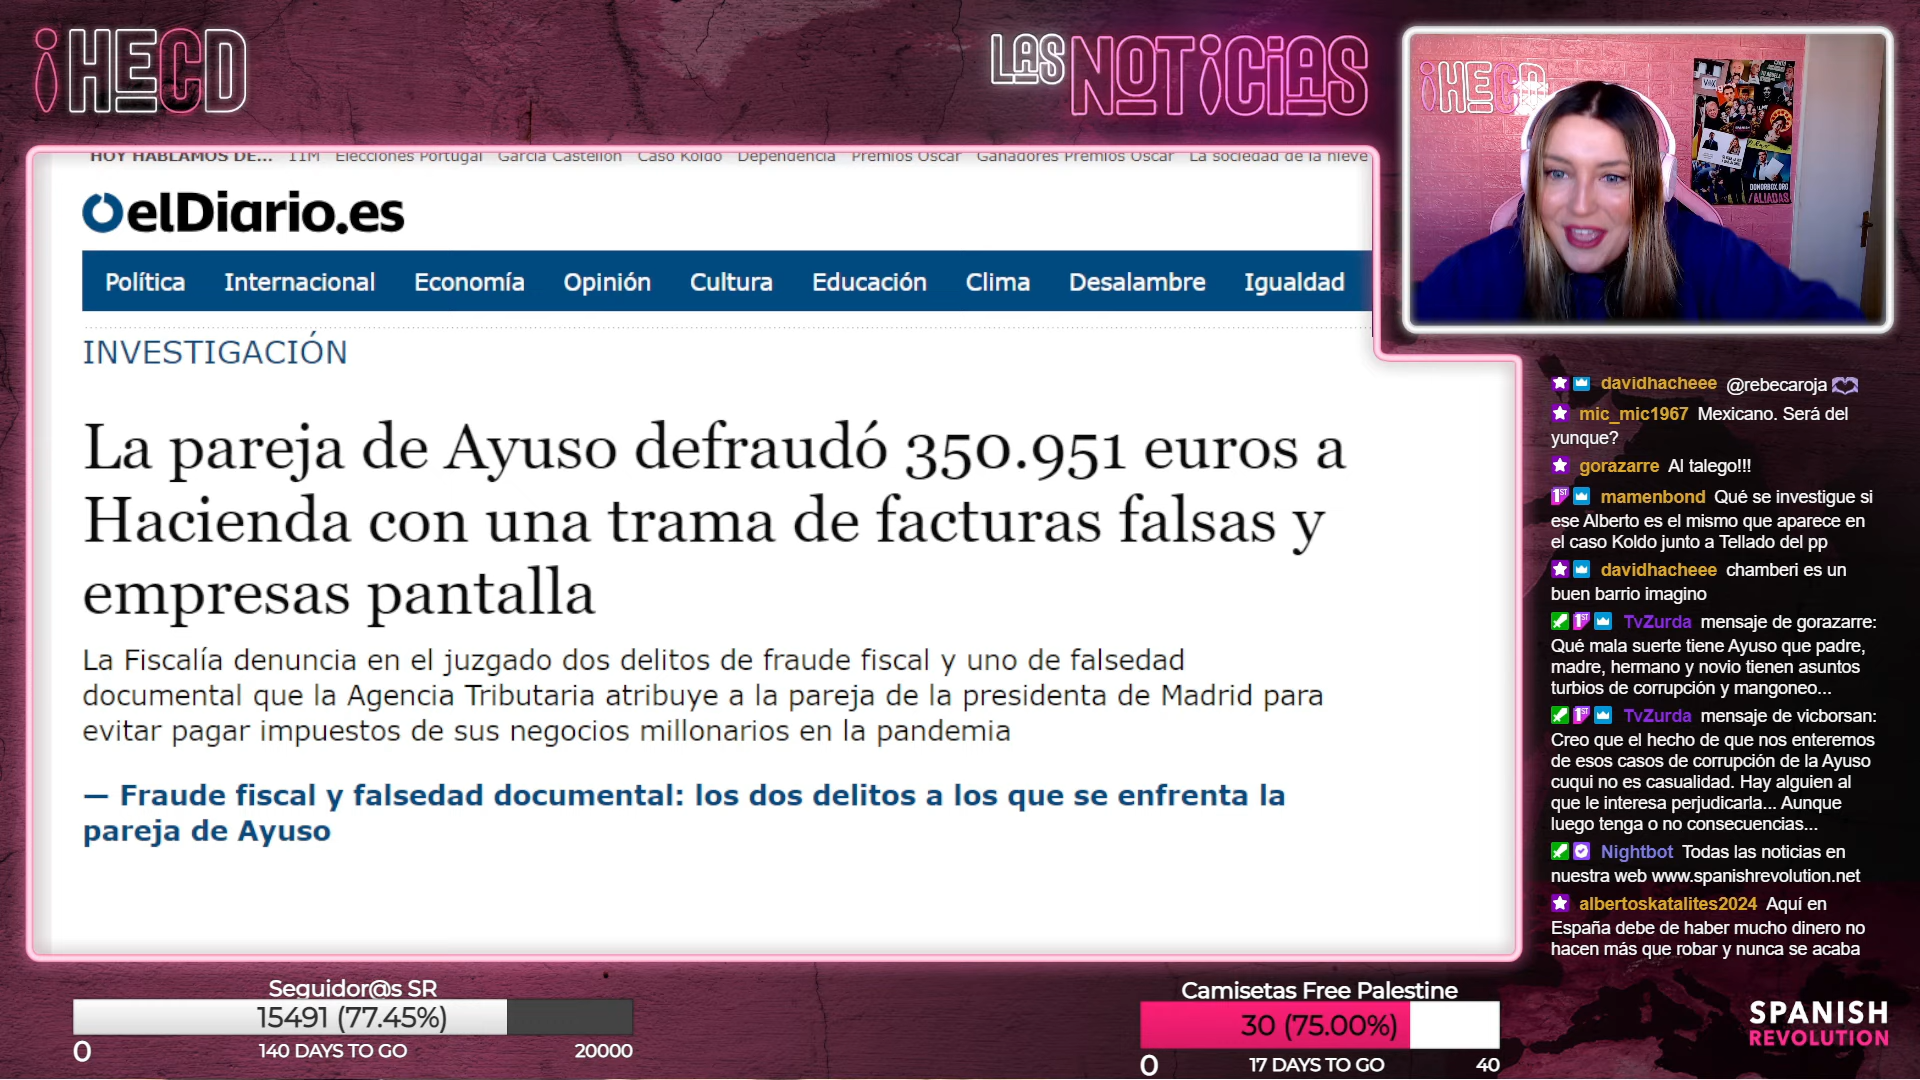 ¡HECD
LAS NOTICIAS
¡HECD
DONORBOX.ORG
/ALIADAS
HOY HABLAMOS DE... 11M Elecciones Portugal García Castellón Caso Koldo Dependencia Premios Oscar Ganadores Premios Oscar La sociedad de la nieve
elDiario.es
Política Internacional Economía Opinión Cultura Educación Clima Desalambre Igualdad
INVESTIGACIÓN
La pareja de Ayuso defraudó 350.951 euros a
Hacienda con una trama de facturas falsas y
empresas pantalla
La Fiscalía denuncia en el juzgado dos delitos de fraude fiscal y uno de falsedad
documental que la Agencia Tributaria atribuye a la pareja de la presidenta de Madrid para
evitar pagar impuestos de sus negocios millonarios en la pandemia
— Fraude fiscal y falsedad documental: los dos delitos a los que se enfrenta la
pareja de Ayuso
davidhacheee @rebecaroja
mic_mic1967 Mexicano. Será del
yunque?
gorazarre Al talego!!!
1ST mamenbond Qué se investigue si
ese Alberto es el mismo que aparece en
el caso Koldo junto a Tellado del pp
davidhacheee chamberi es un
buen barrio imagino
1ST TvZurda mensaje de gorazarre:
Qué mala suerte tiene Ayuso que padre,
madre, hermano y novio tienen asuntos
turbios de corrupción y mangoneo...
1ST TvZurda mensaje de vicborsan:
Creo que el hecho de que nos enteremos
de esos casos de corrupción de la Ayuso
cuqui no es casualidad. Hay alguien al
que le interesa perjudicarla... Aunque
luego tenga o no consecuencias...
Nightbot Todas las noticias en
nuestra web www.spanishrevolution.net
albertoskatalites2024 Aquí en
España debe de haber mucho dinero no
hacen más que robar y nunca se acaba
Seguidor@s SR
15491 (77.45%)
0 140 DAYS TO GO 20000
Camisetas Free Palestine
30 (75.00%)
0 17 DAYS TO GO 40
SPANISH
REVOLUTION